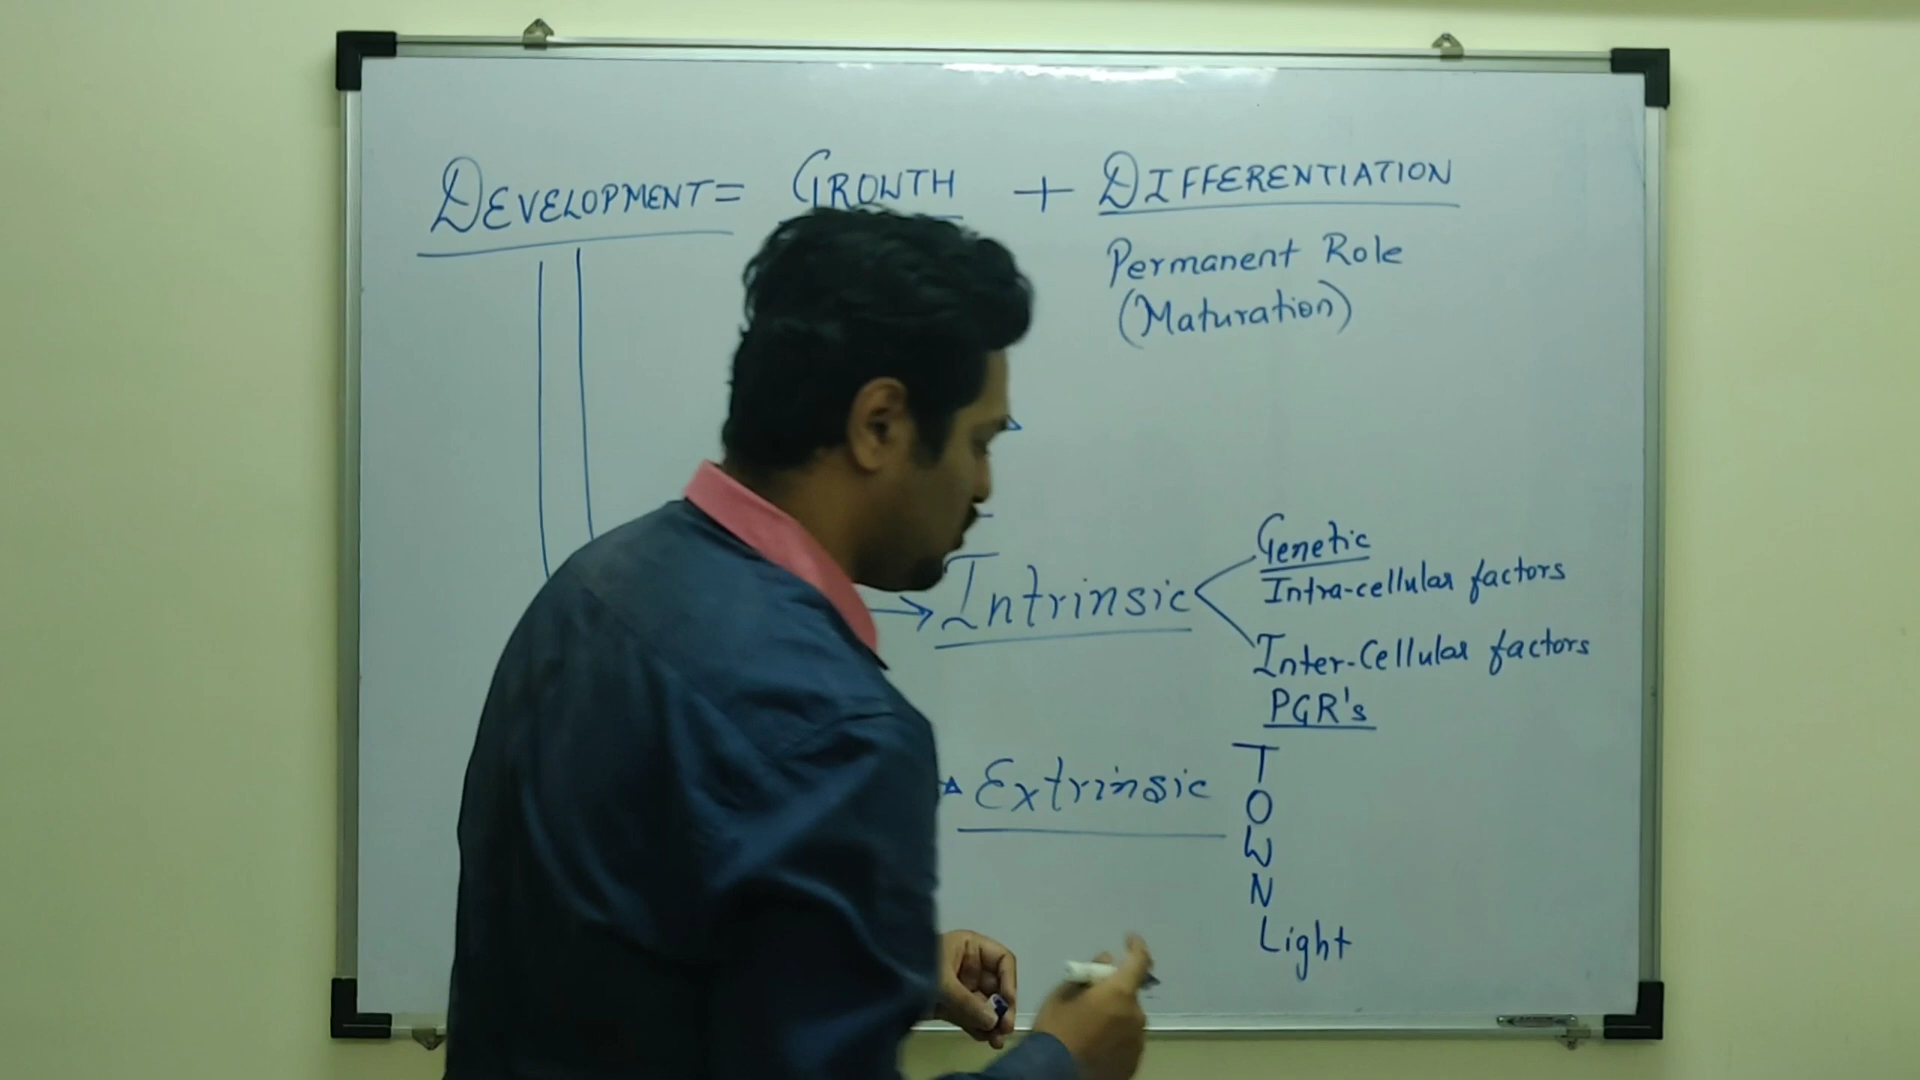 DEVELOPMENT = GROWTH + DIFFERENTIATION
Permanent Role
(Maturation)
Intrinsic
Genetic
Intra-cellular factors
Inter-Cellular factors
PGR's
Extrinsic
T
O
W
N
Light